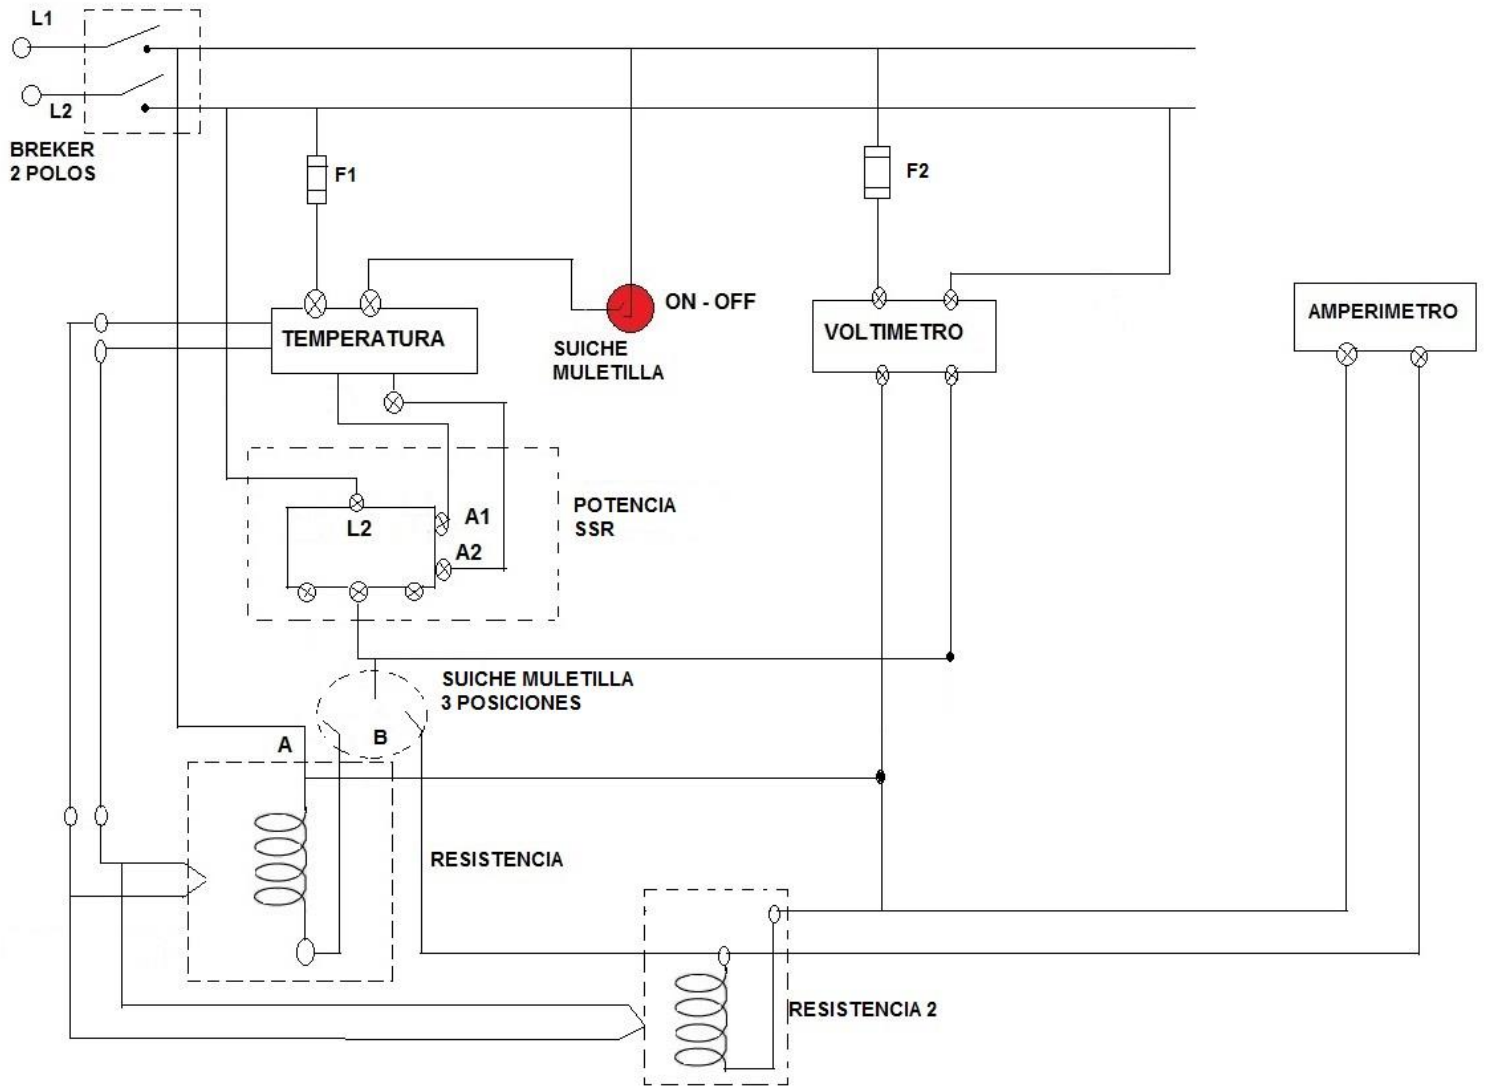 L1
L2
BREKER
2 POLOS
F1
F2
ON - OFF
TEMPERATURA
SUICHE
MULETILLA
VOLTIMETRO
AMPERIMETRO
L2
A1
A2
POTENCIA
SSR
SUICHE MULETILLA
3 POSICIONES
A
B
RESISTENCIA
RESISTENCIA 2